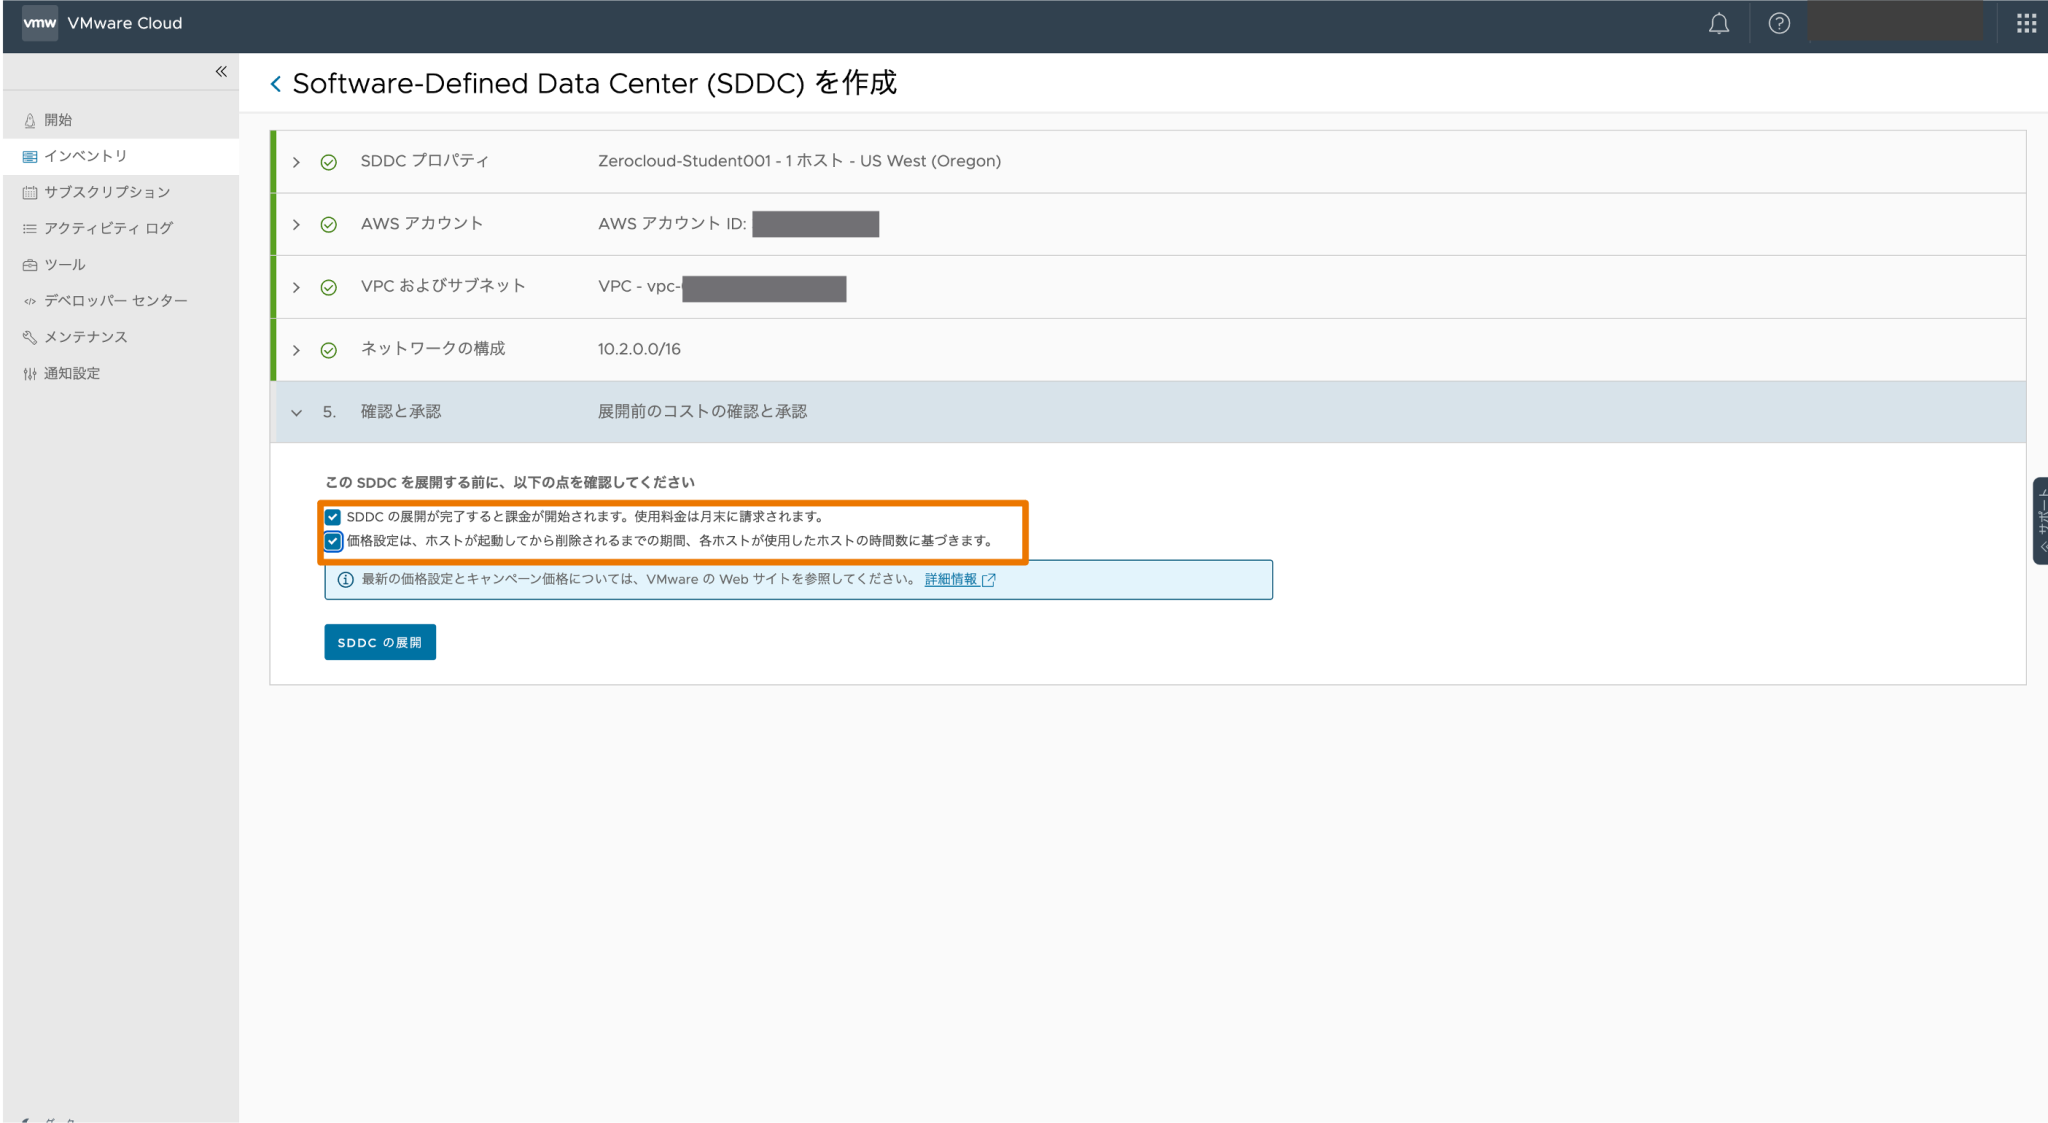 vmw VMware Cloud
Software-Defined Data Center (SDDC) を作成
開始
インベントリ
サブスクリプション
アクティビティ ログ
ツール
デベロッパー センター
メンテナンス
通知設定
SDDC プロパティ Zerocloud-Student001 - 1 ホスト - US West (Oregon)
AWS アカウント AWS アカウント ID:
VPC およびサブネット VPC - vpc-
ネットワークの構成 10.2.0.0/16
5. 確認と承認 展開前のコストの確認と承認
この SDDC を展開する前に、以下の点を確認してください
SDDC の展開が完了すると課金が開始されます。使用料金は月末に請求されます。
価格設定は、ホストが起動してから削除されるまでの期間、各ホストが使用したホストの時間数に基づきます。
最新の価格設定とキャンペーン価格については、VMware の Web サイトを参照してください。 詳細情報
SDDC の展開
サポート